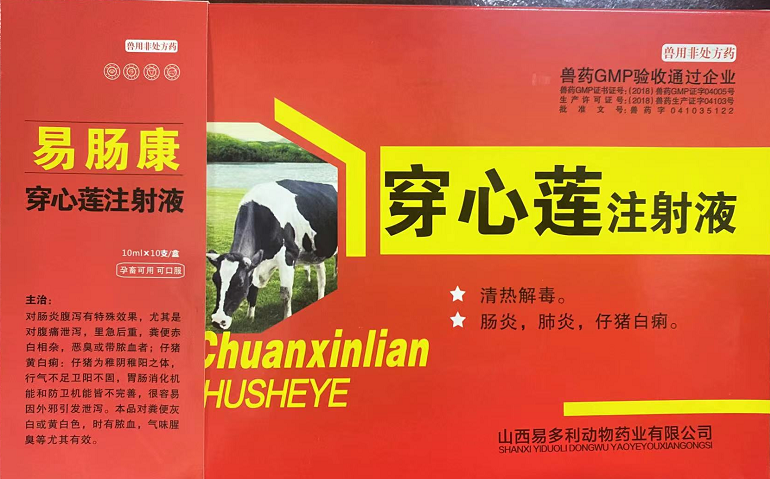 兽用非处方药
易肠康
穿心莲注射液
10ml×10支/盒
孕畜可用 可口服
主治：
对肠炎腹泻有特殊效果，尤其是
对腹痛泄泻，里急后重，粪便赤
白相杂，恶臭或带脓血者；仔猪
黄白痢：仔猪为稚阴稚阳之体，
行气不足卫阳不固，胃肠消化机
能和防卫机能皆不完善，很容易
因外邪引发泄泻。本品对粪便灰
白或黄白色，时有脓血，气味腥
臭等尤其有效。
兽用非处方药
兽药GMP验收通过企业
兽药GMP证书证号：(2018)兽药GMP证字04005号
生产许可证号：(2018)兽药生产证字04103号
批准文号：兽药字 041035122
穿心莲注射液
清热解毒。
肠炎，肺炎，仔猪白痢。
Chuanxinlian
HUSHEYE
山西易多利动物药业有限公司
SHANXI YIDUOLI DONGWU YAOYEYOUXIANGONGSI